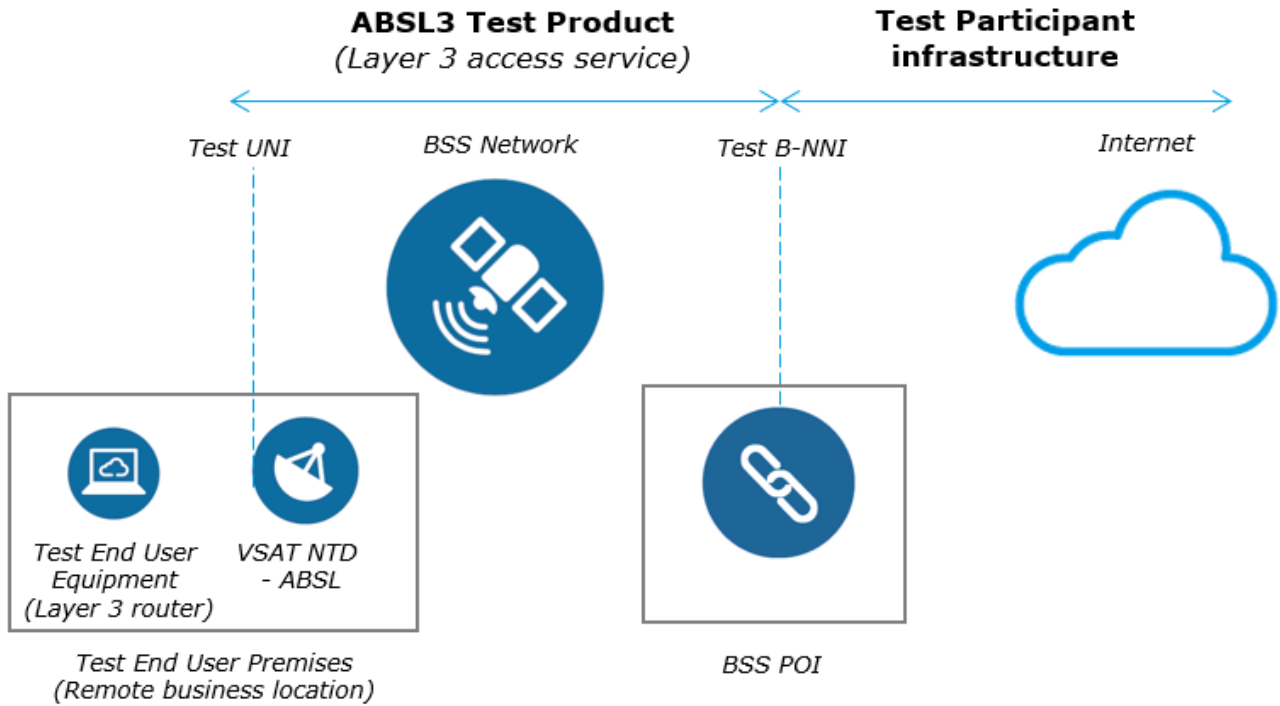 ABSL3 Test Product
(Layer 3 access service)
Test Participant
infrastructure
Test UNI
BSS Network
Test B-NNI
Internet
Test End User
Equipment
(Layer 3 router)
VSAT NTD
- ABSL
Test End User Premises
(Remote business location)
BSS POI